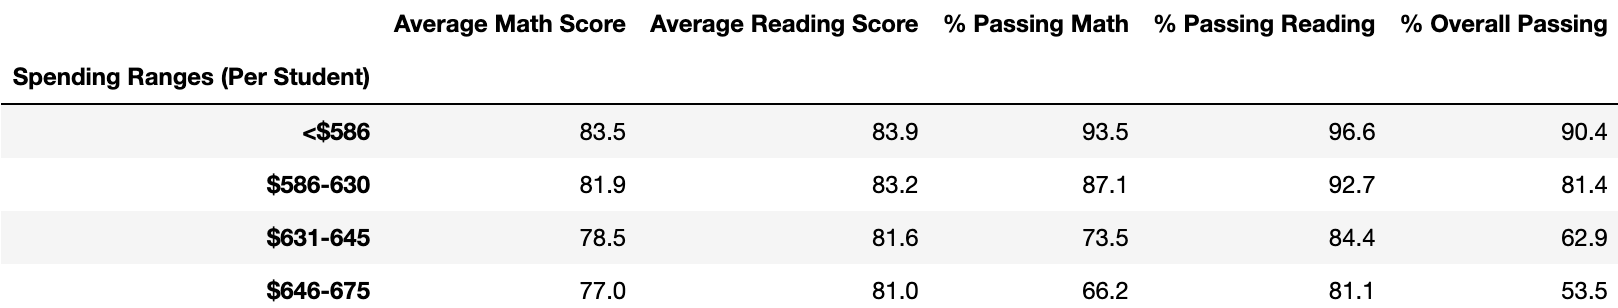 Average Math Score Average Reading Score % Passing Math % Passing Reading % Overall Passing
Spending Ranges (Per Student)
<$586 83.5 83.9 93.5 96.6 90.4
$586-630 81.9 83.2 87.1 92.7 81.4
$631-645 78.5 81.6 73.5 84.4 62.9
$646-675 77.0 81.0 66.2 81.1 53.5